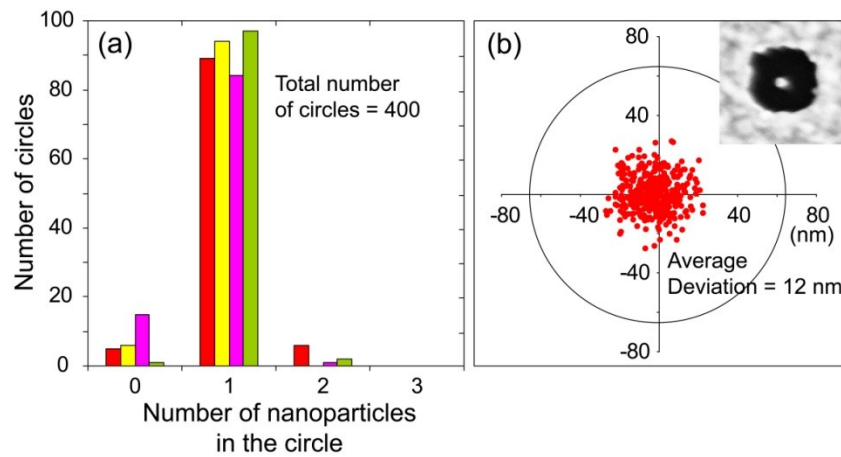 (a)
Total number
of circles = 400
Number of circles
100
80
60
40
20
0
0 1 2 3
Number of nanoparticles
in the circle
(b)
80
40
-80 -40 40 80
(nm)
-40
-80
Average
Deviation = 12 nm